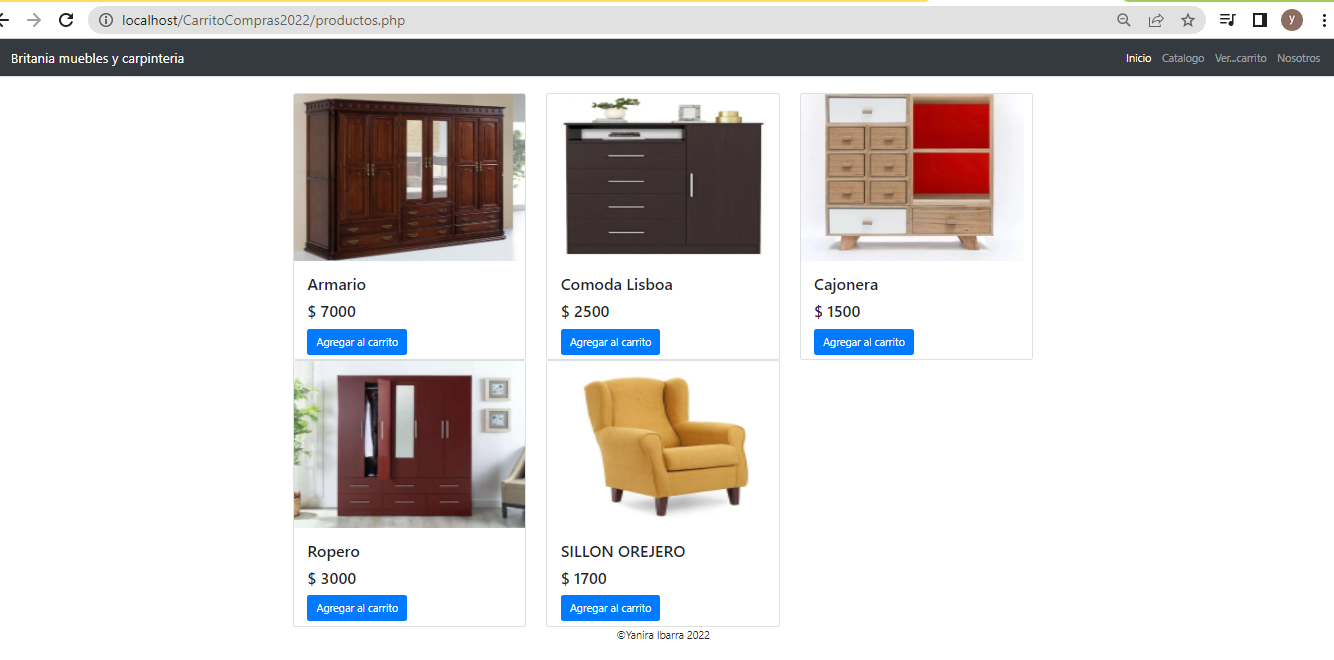 localhost/CarritoCompras2022/productos.php
y
Britania muebles y carpinteria
Inicio Catalogo Ver...carrito Nosotros
Armario
$ 7000
Agregar al carrito
Comoda Lisboa
$ 2500
Agregar al carrito
Cajonera
$ 1500
Agregar al carrito
Ropero
$ 3000
Agregar al carrito
SILLON OREJERO
$ 1700
Agregar al carrito
©Yanira Ibarra 2022